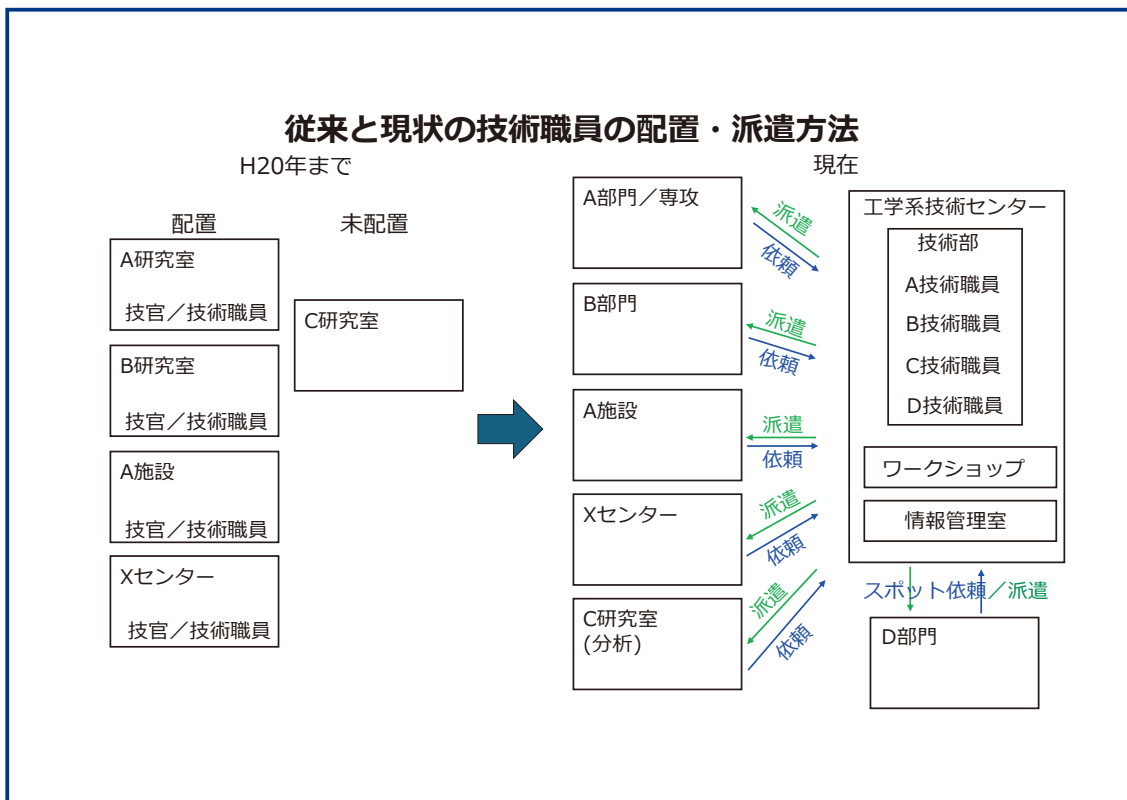 従来と現状の技術職員の配置・派遣方法
H20年まで
配置
未配置
A研究室
技官／技術職員
B研究室
技官／技術職員
A施設
技官／技術職員
Xセンター
技官／技術職員
C研究室
現在
A部門／専攻
派遣
依頼
B部門
派遣
依頼
A施設
派遣
依頼
Xセンター
派遣
依頼
C研究室
(分析)
派遣
依頼
工学系技術センター
技術部
A技術職員
B技術職員
C技術職員
D技術職員
ワークショップ
情報管理室
スポット依頼／派遣
D部門